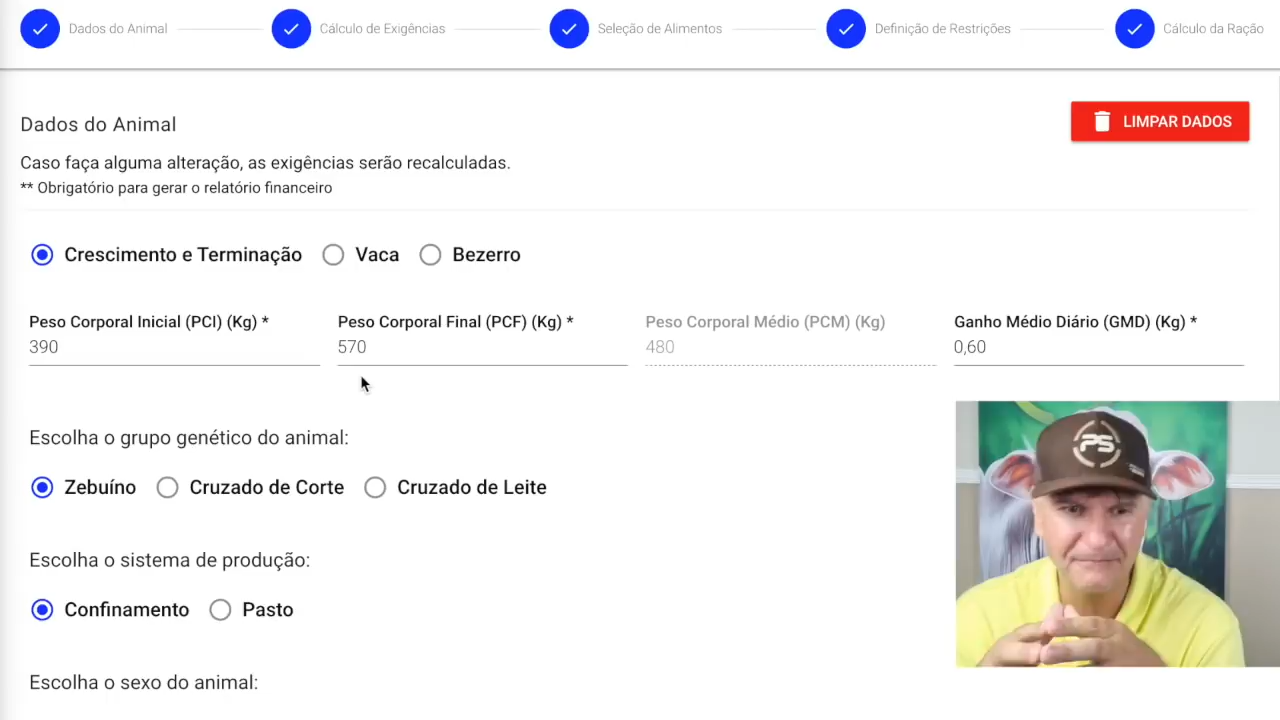 Dados do Animal
Cálculo de Exigências
Seleção de Alimentos
Definição de Restrições
Cálculo da Ração
Dados do Animal
LIMPAR DADOS
Caso faça alguma alteração, as exigências serão recalculadas.
** Obrigatório para gerar o relatório financeiro
Crescimento e Terminação
Vaca
Bezerro
Peso Corporal Inicial (PCI) (Kg) *
Peso Corporal Final (PCF) (Kg) *
Peso Corporal Médio (PCM) (Kg)
Ganho Médio Diário (GMD) (Kg) *
390
570
480
0,60
Escolha o grupo genético do animal:
PS
Zebuíno
Cruzado de Corte
Cruzado de Leite
Escolha o sistema de produção:
Confinamento
Pasto
Escolha o sexo do animal: